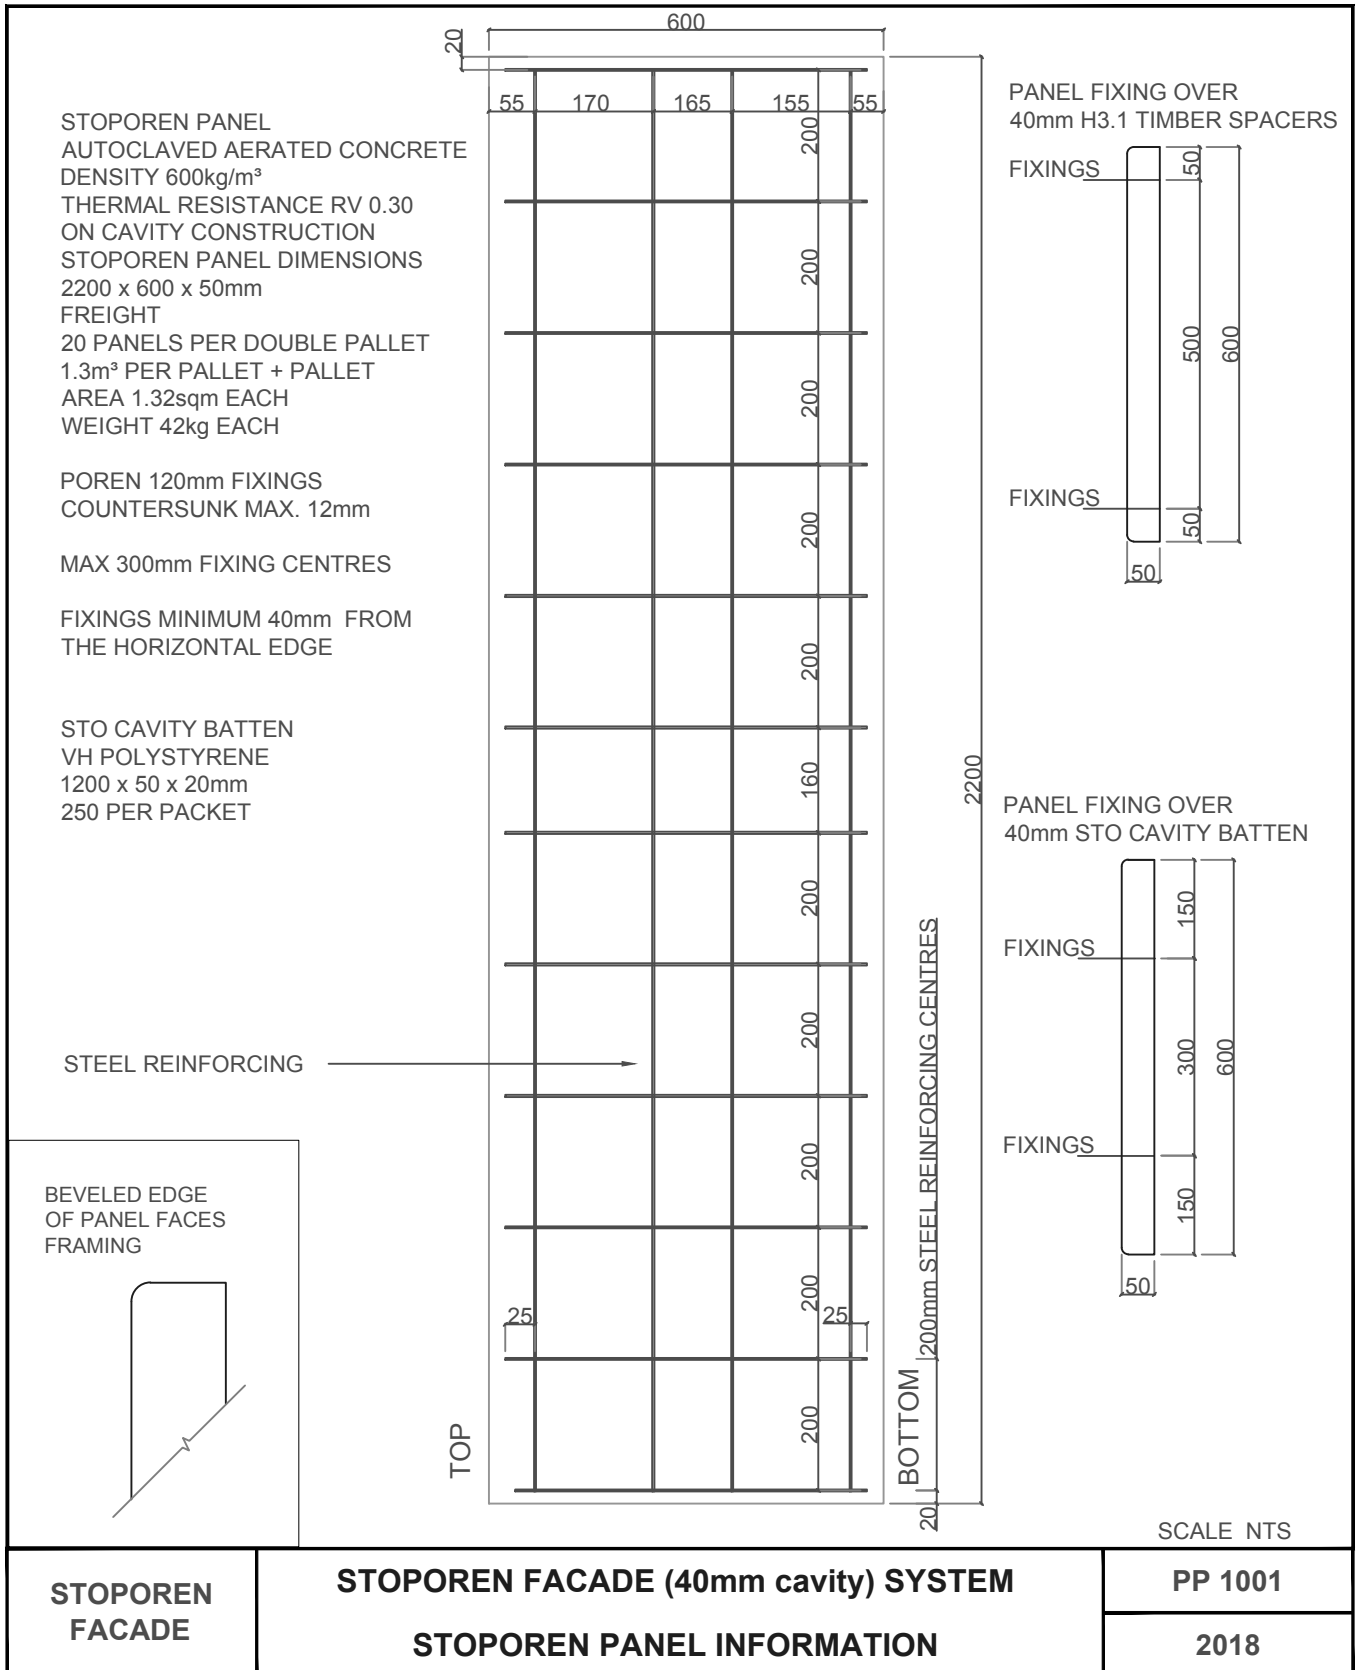 600
20
55
170
165
155
55
200
200
200
200
200
160
200
200
200
200
200
2200
25
25
20
200mm STEEL REINFORCING CENTRES
TOP
BOTTOM
STOPOREN PANEL
AUTOCLAVED AERATED CONCRETE
DENSITY 600kg/m³
THERMAL RESISTANCE RV 0.30
ON CAVITY CONSTRUCTION
STOPOREN PANEL DIMENSIONS
2200 x 600 x 50mm
FREIGHT
20 PANELS PER DOUBLE PALLET
1.3m³ PER PALLET + PALLET
AREA 1.32sqm EACH
WEIGHT 42kg EACH
POREN 120mm FIXINGS
COUNTERSUNK MAX. 12mm
MAX 300mm FIXING CENTRES
FIXINGS MINIMUM 40mm FROM
THE HORIZONTAL EDGE
STO CAVITY BATTEN
VH POLYSTYRENE
1200 x 50 x 20mm
250 PER PACKET
STEEL REINFORCING
BEVELED EDGE
OF PANEL FACES
FRAMING
PANEL FIXING OVER
40mm H3.1 TIMBER SPACERS
FIXINGS
50
500
600
FIXINGS
50
50
PANEL FIXING OVER
40mm STO CAVITY BATTEN
150
FIXINGS
300
600
FIXINGS
150
50
SCALE NTS
STOPOREN
FACADE
STOPOREN FACADE (40mm cavity) SYSTEM
STOPOREN PANEL INFORMATION
PP 1001
2018